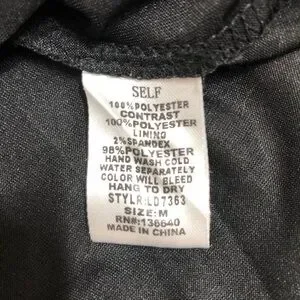 SELF
100%POLYESTER
CONTRAST
100%POLYESTER
LINING
2%SPANDEX
98%POLYESTER
HAND WASH COLD
WATER SEPARATELY
COLOR WILL BLEED
HANG TO DRY
STYLR:LD7363
SIZE:M
RN#:136640
MADE IN CHINA